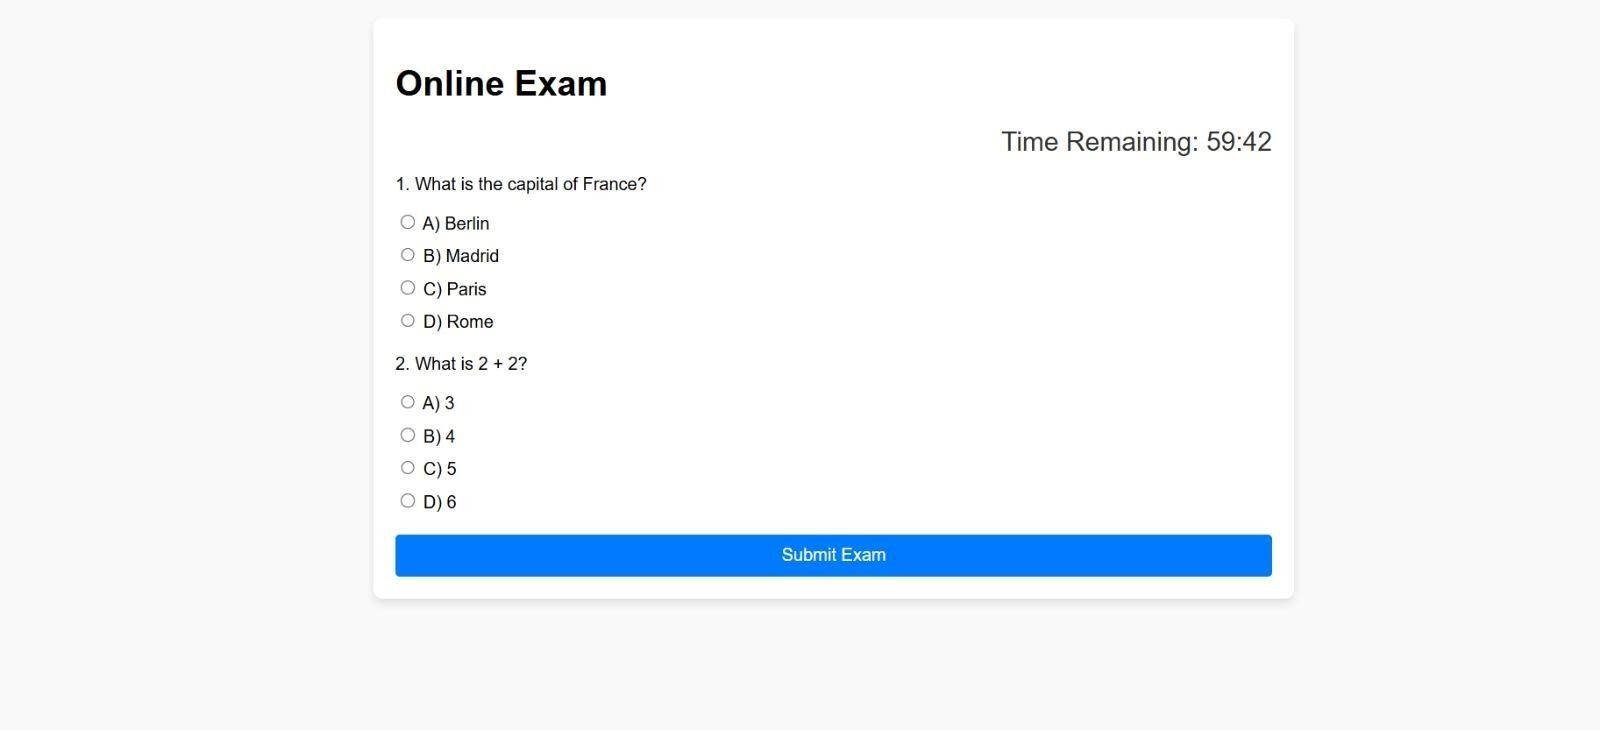 Online Exam
Time Remaining: 59:42
1. What is the capital of France?
A) Berlin
B) Madrid
C) Paris
D) Rome
2. What is 2 + 2?
A) 3
B) 4
C) 5
D) 6
Submit Exam